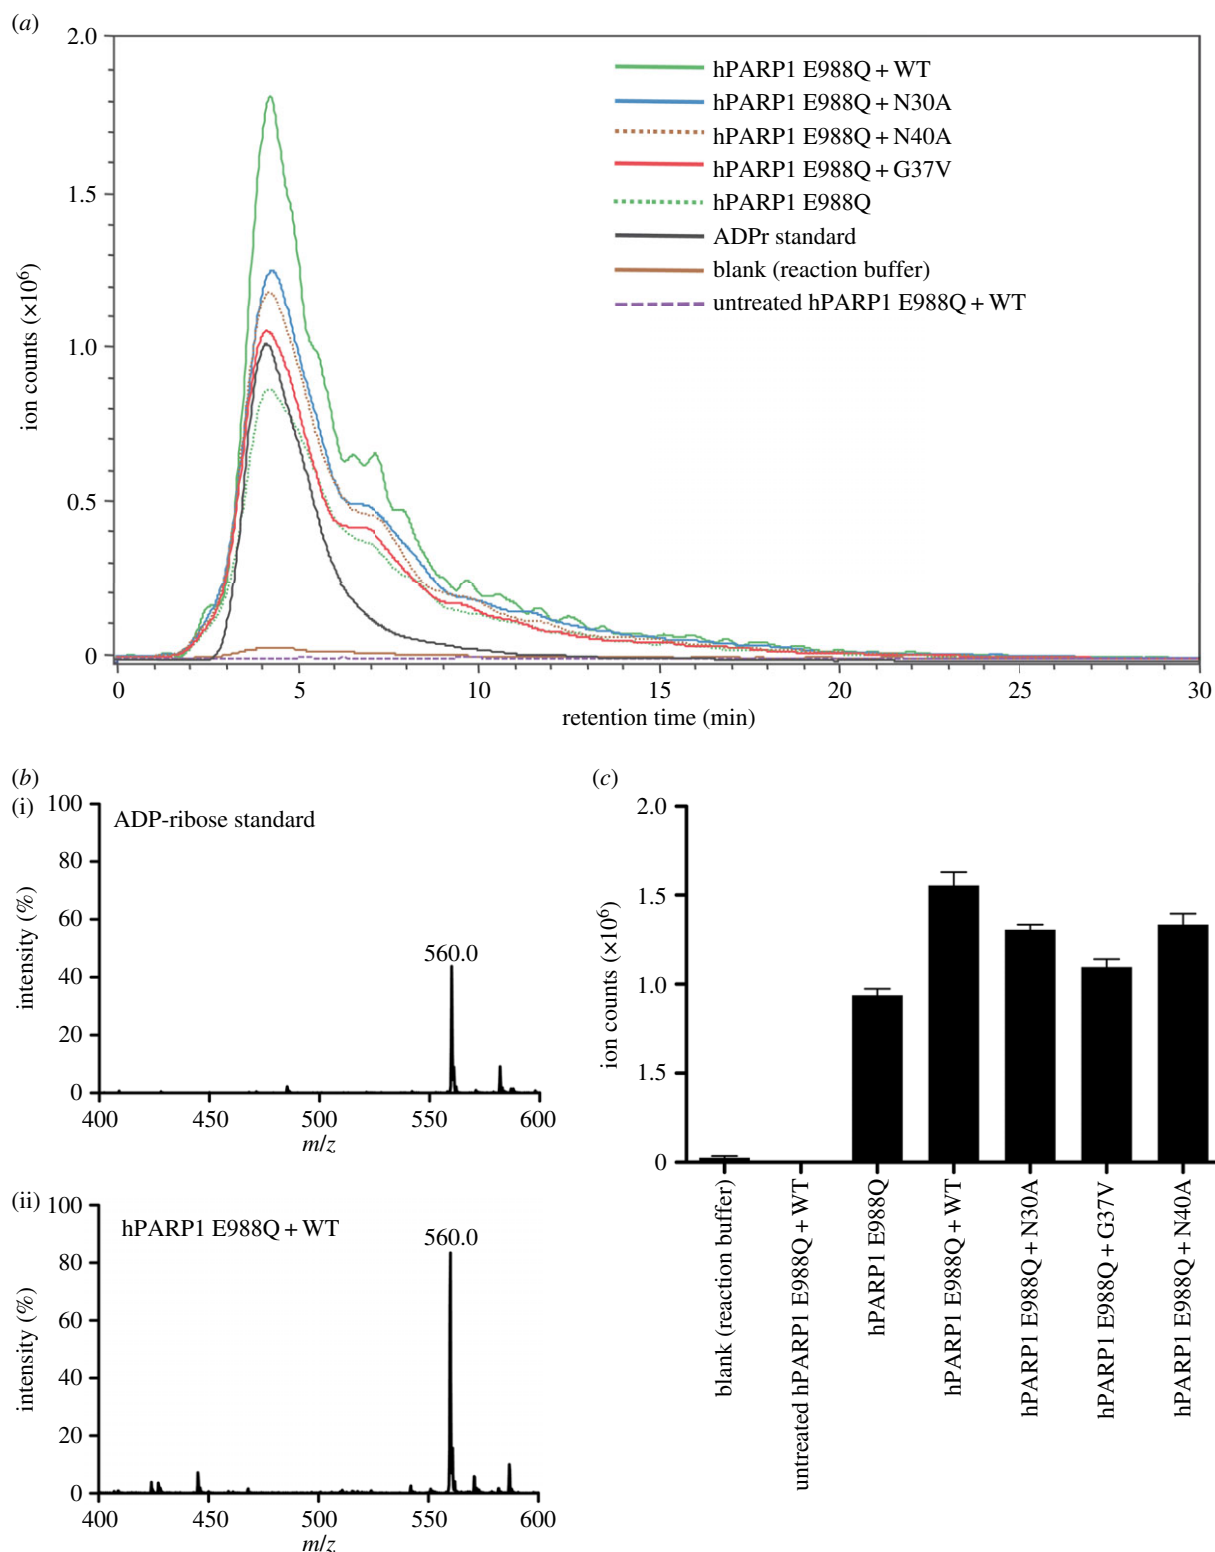 (a)
2.0
1.5
1.0
0.5
0
ion counts (×10⁶)
hPARP1 E988Q + WT
hPARP1 E988Q + N30A
hPARP1 E988Q + N40A
hPARP1 E988Q + G37V
hPARP1 E988Q
ADPr standard
blank (reaction buffer)
untreated hPARP1 E988Q + WT
0 5 10 15 20 25 30
retention time (min)
(b)
(i)
ADP-ribose standard
100
80
60
40
20
0
intensity (%)
560.0
400 450 500 550 600
m/z
(ii)
hPARP1 E988Q + WT
100
80
60
40
20
0
intensity (%)
560.0
400 450 500 550 600
m/z
(c)
2.0
1.5
1.0
1.5
0
ion counts (×10⁶)
blank (reaction buffer)
untreated hPARP1 E988Q + WT
hPARP1 E988Q
hPARP1 E988Q + WT
hPARP1 E988Q + N30A
hPARP1 E988Q + G37V
hPARP1 E988Q + N40A